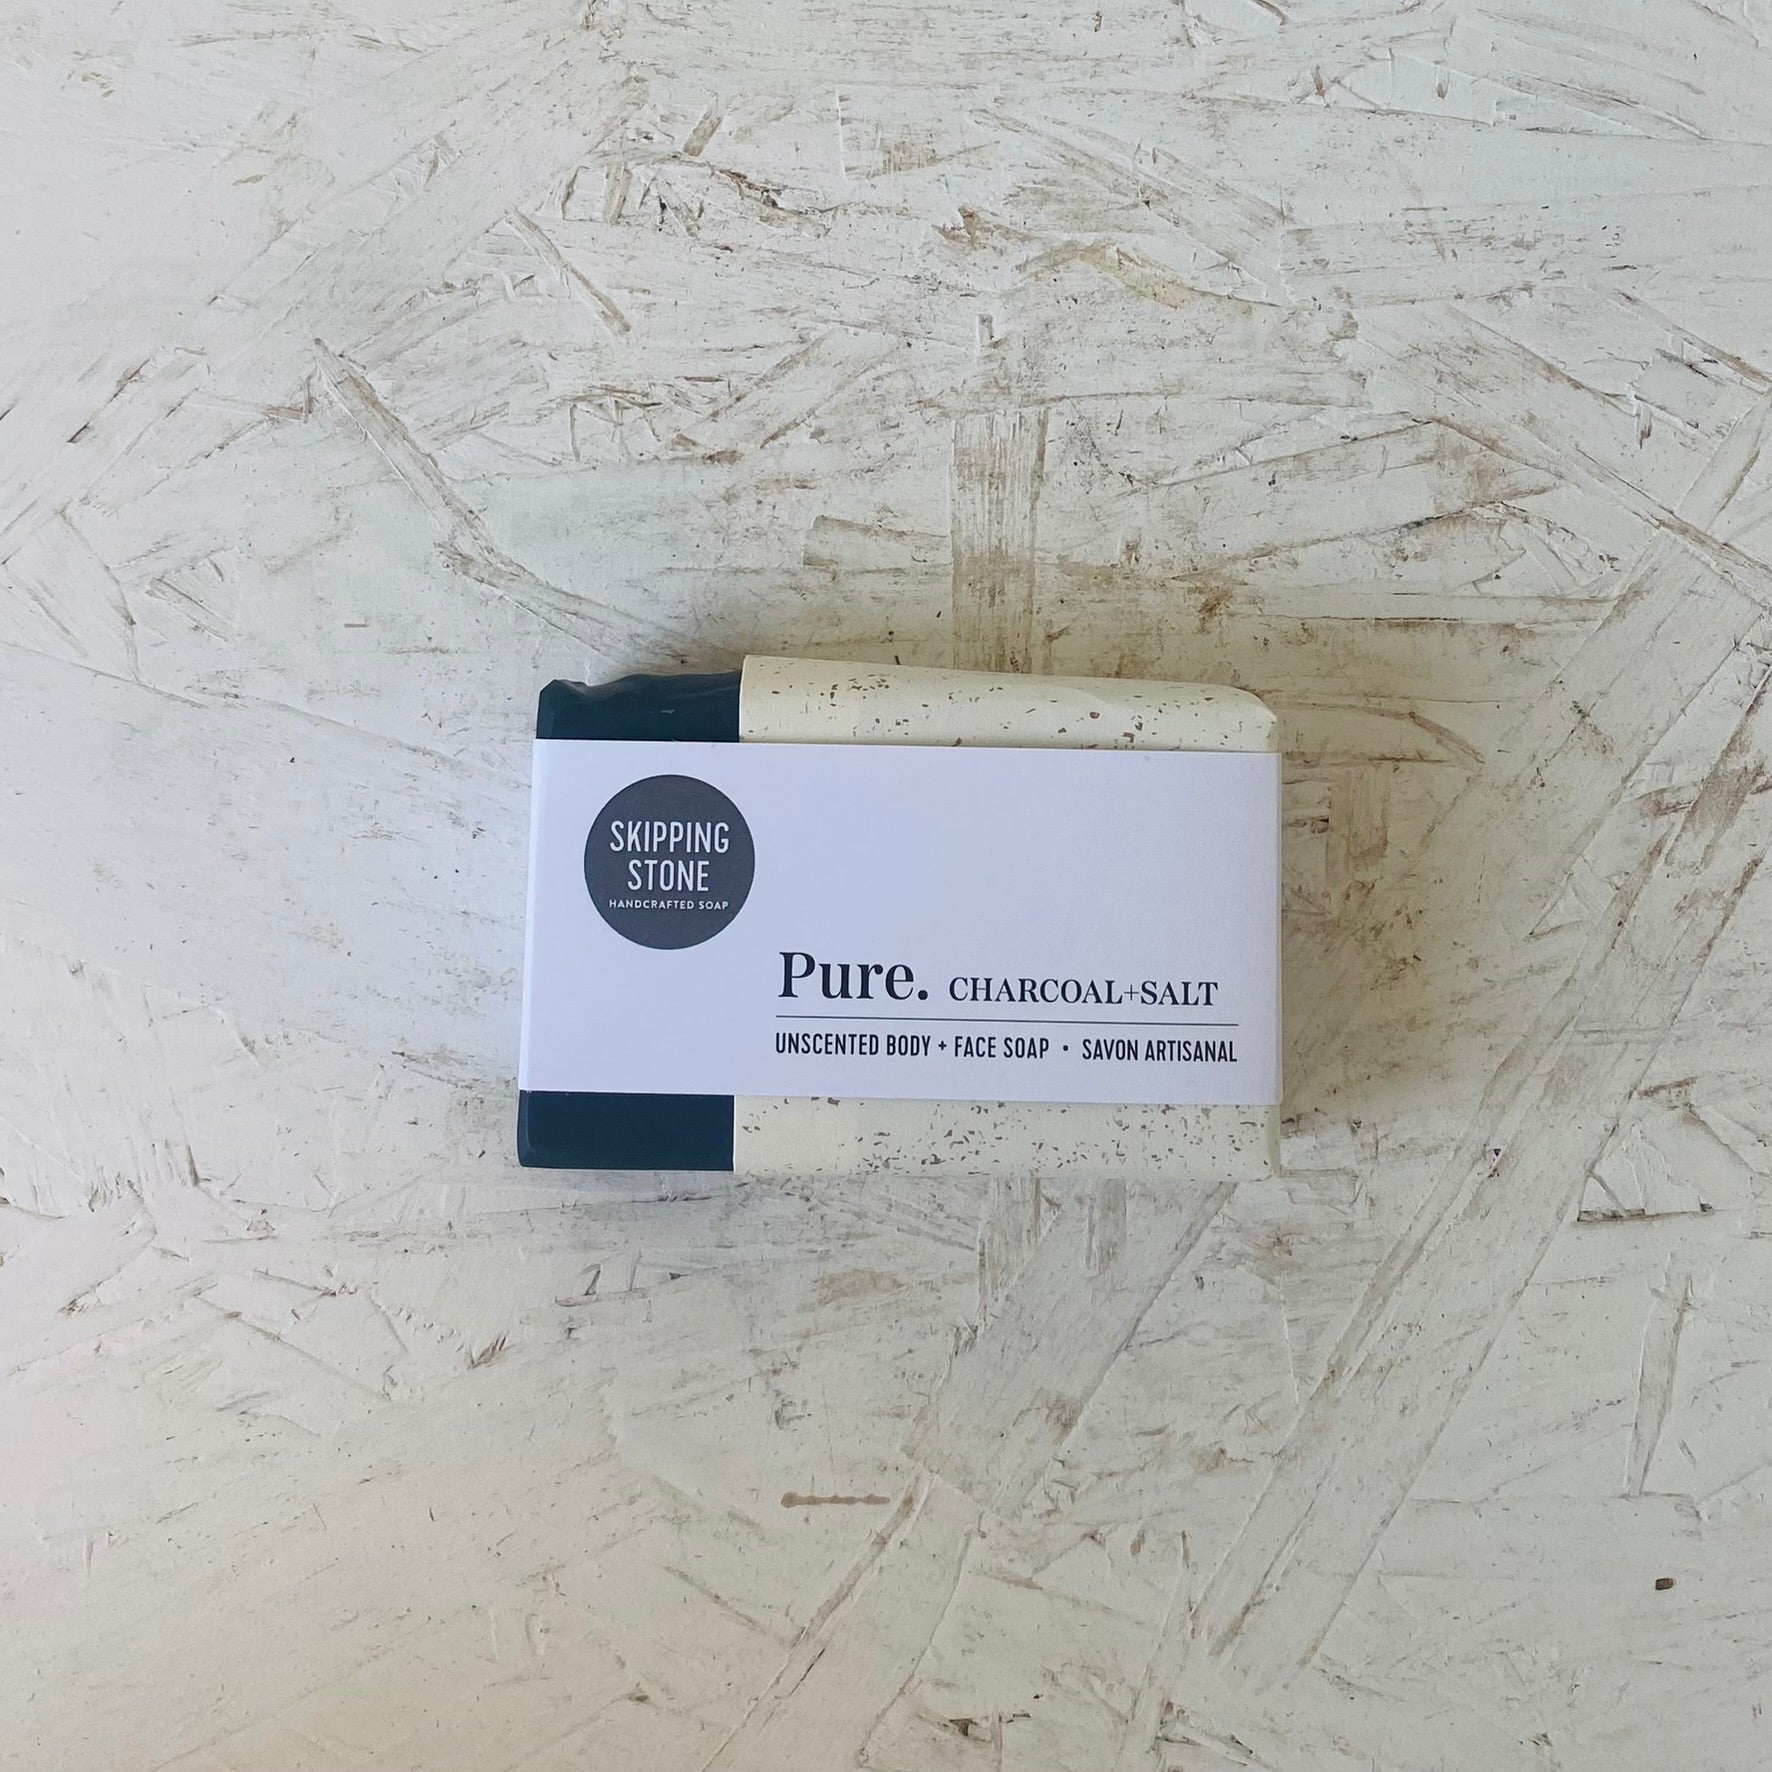 SKIPPING
STONE
HANDCRAFTED SOAP
Pure. CHARCOAL+SALT
UNSCENTED BODY + FACE SOAP • SAVON ARTISANAL